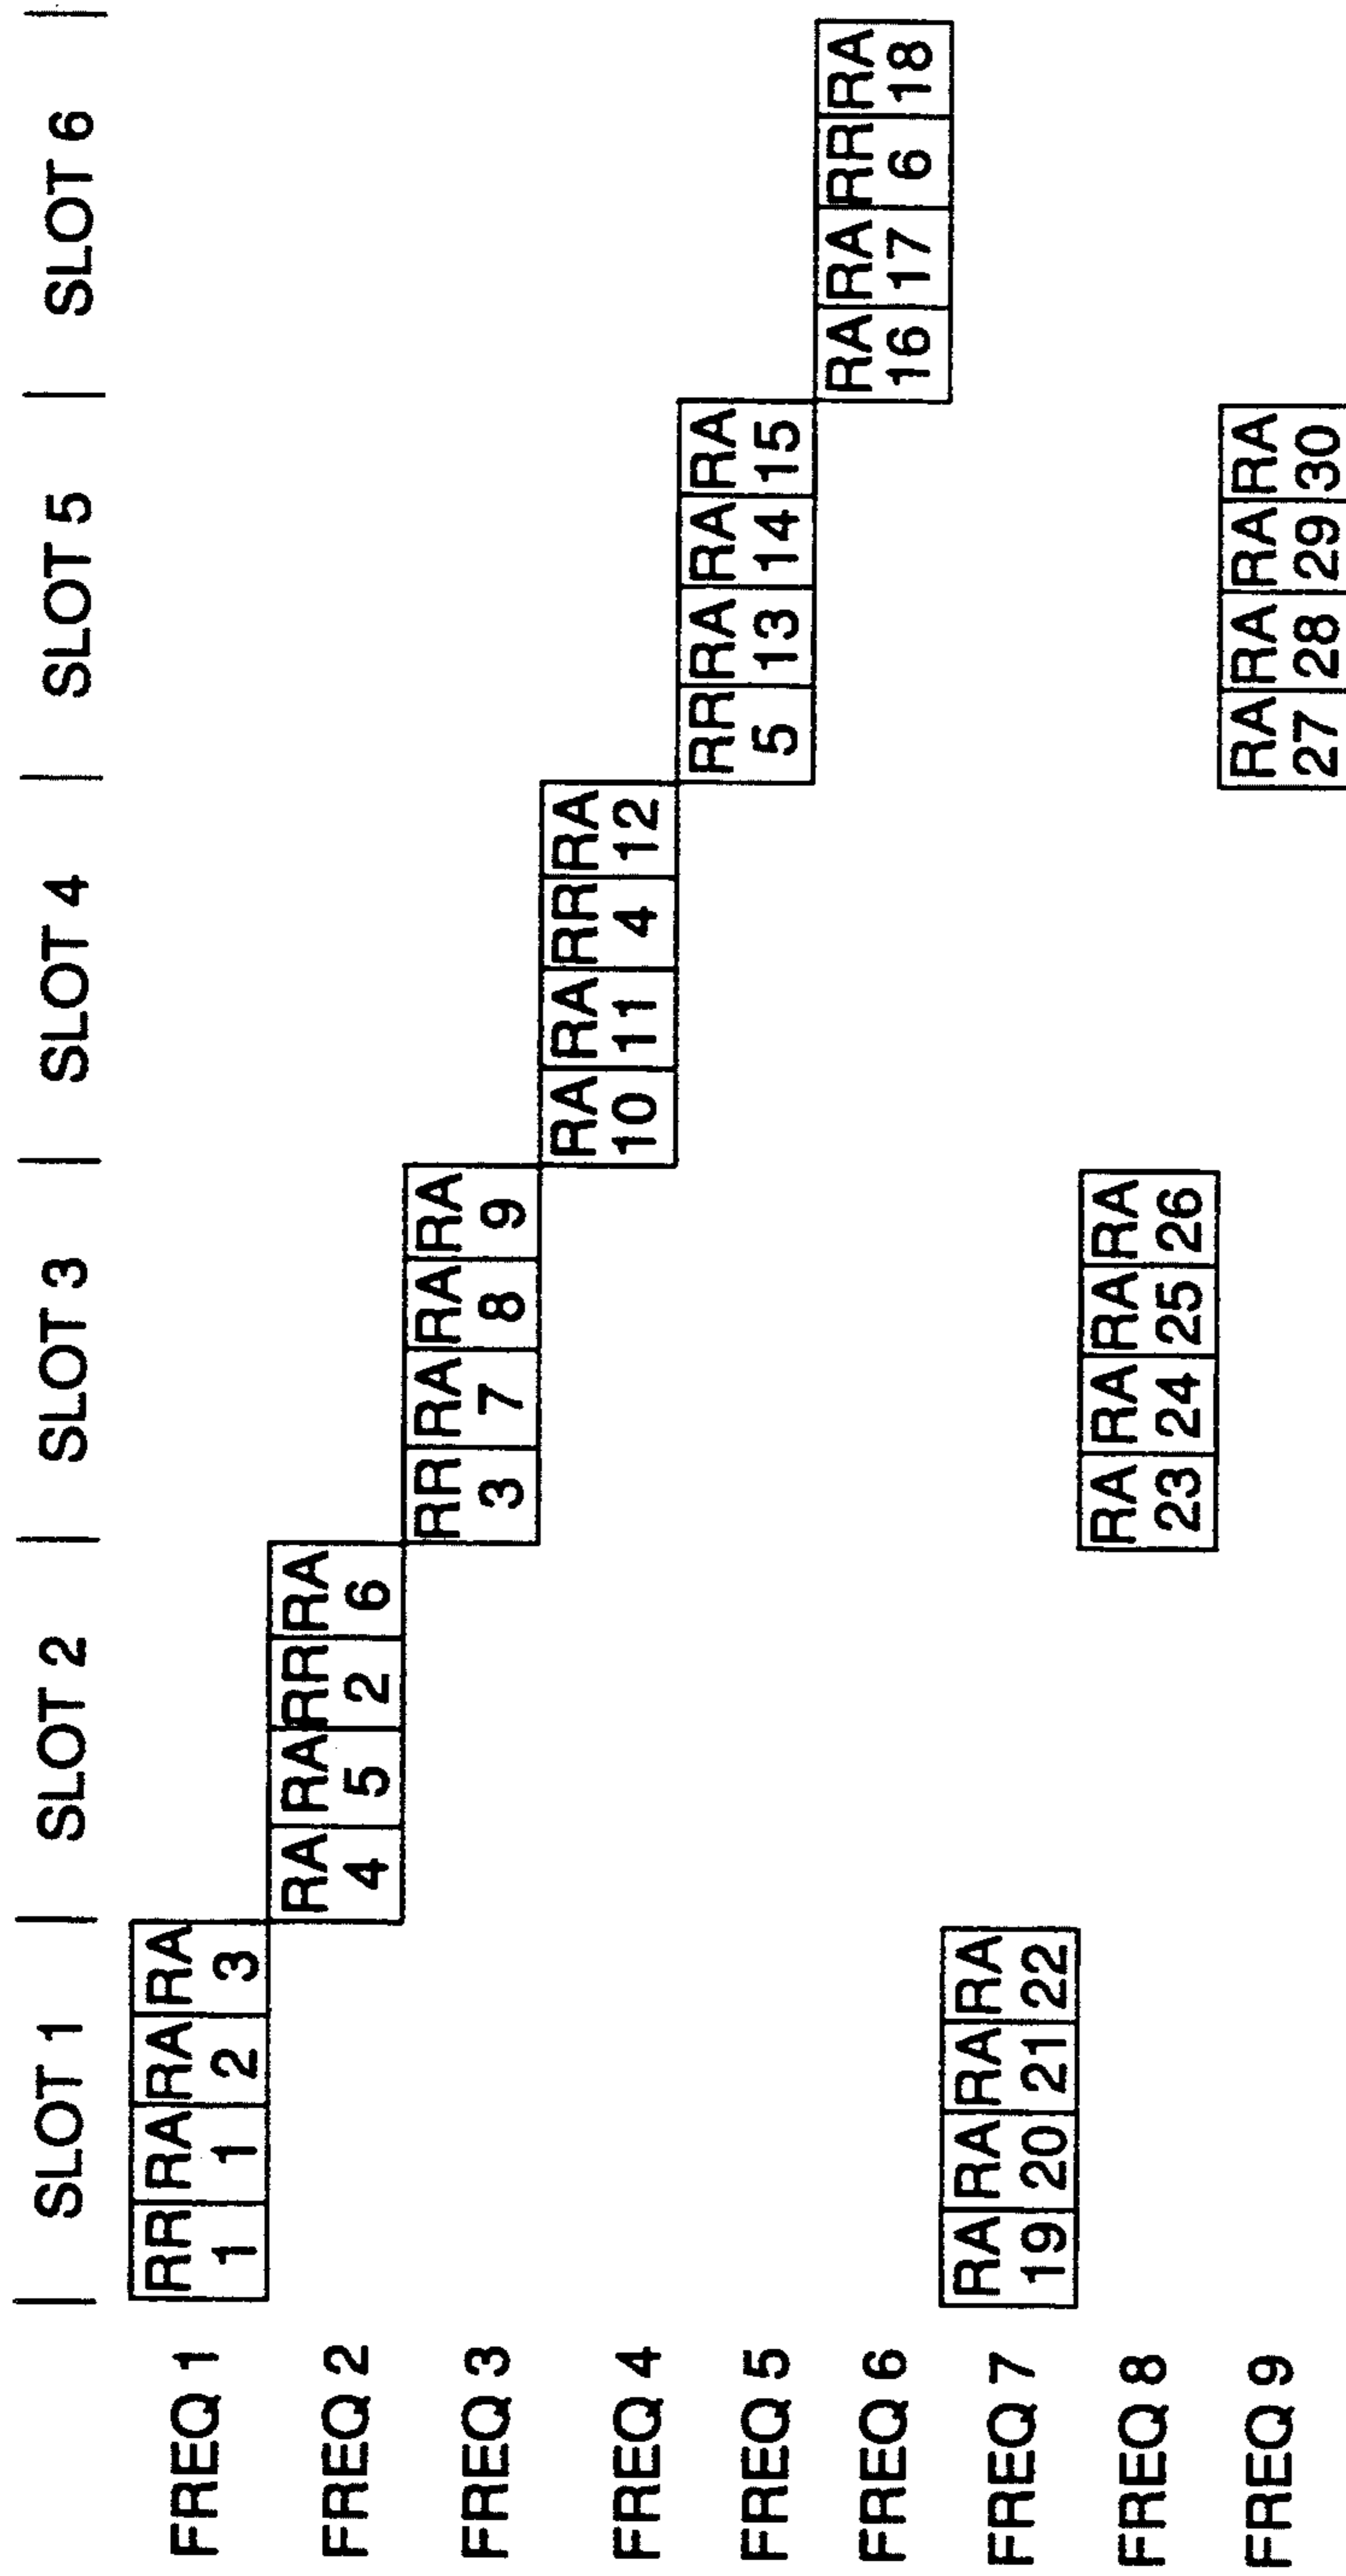 SLOT 1 | SLOT 2 | SLOT 3 | SLOT 4 | SLOT 5 | SLOT 6
FREQ 1 RR 1 RA 1 RA 2 RA 3
FREQ 2 RA 4 RA 5 RR 2 RA 6
FREQ 3 RR 3 RA 7 RA 8 RA 9
FREQ 4 RA 10 RA 11 RR 4 RA 12
FREQ 5 RR 5 RA 13 RA 14 RA 15
FREQ 6 RA 16 RA 17 RR 6 RA 18
FREQ 7 RA 19 RA 20 RA 21 RA 22
FREQ 8 RA 23 RA 24 RA 25 RA 26
FREQ 9 RA 27 RA 28 RA 29 RA 30